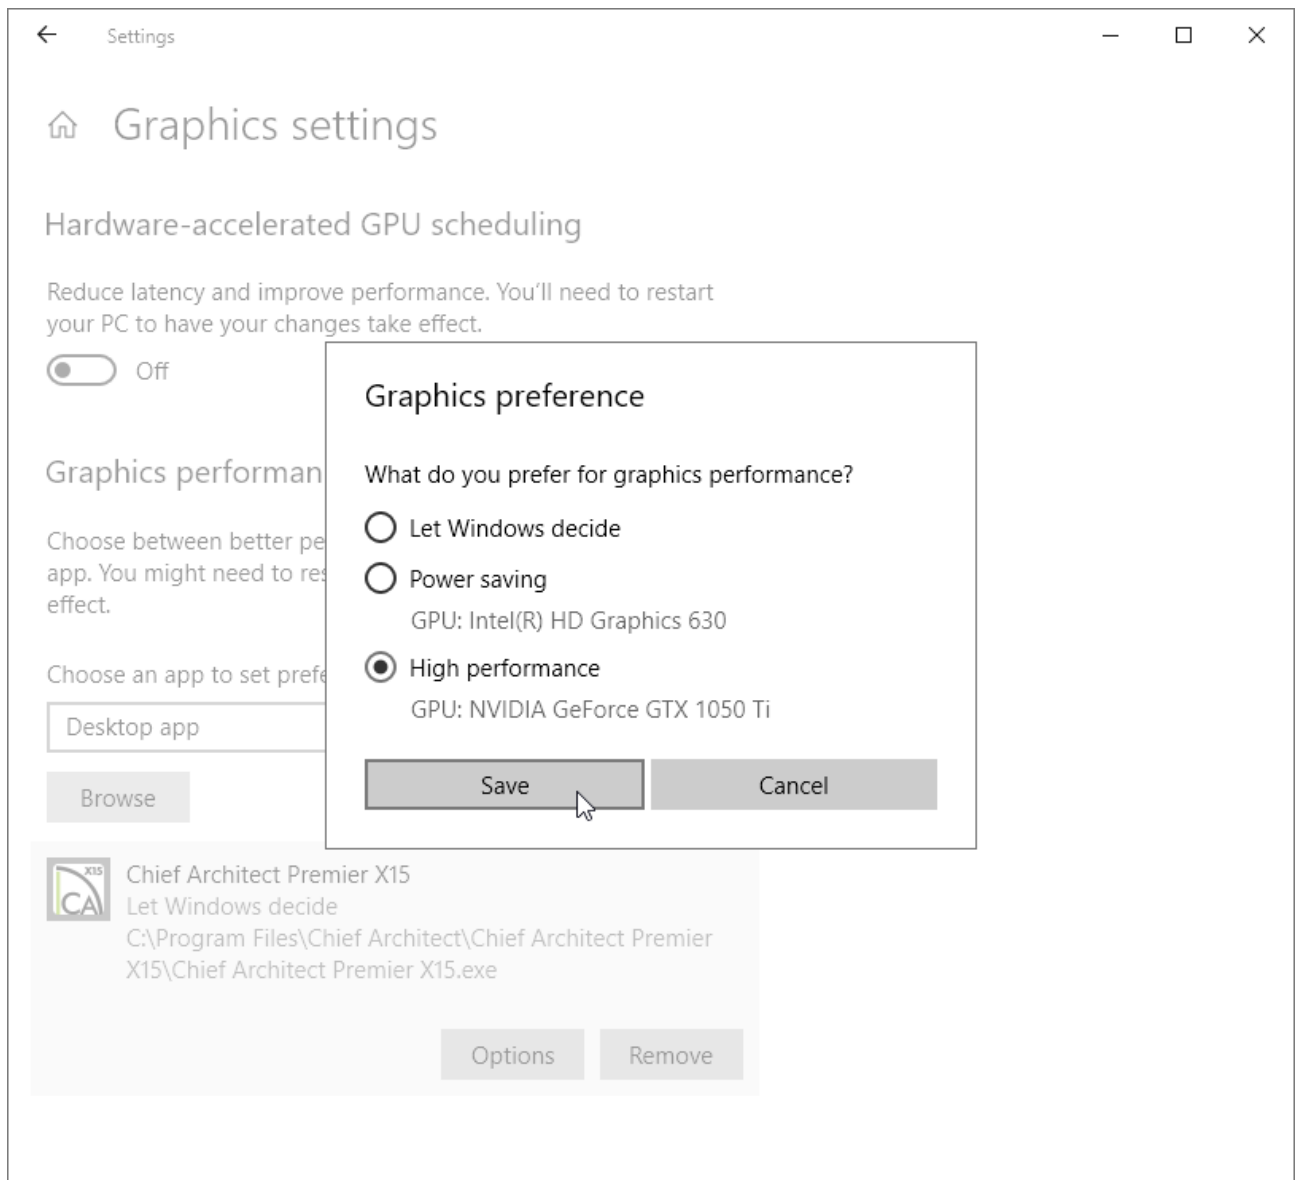 Settings
Graphics settings
Hardware-accelerated GPU scheduling
Reduce latency and improve performance. You'll need to restart
your PC to have your changes take effect.
Off
Graphics performan
Choose between better pe
app. You might need to res
effect.
Choose an app to set prefe
Desktop app
Browse
Graphics preference
What do you prefer for graphics performance?
Let Windows decide
Power saving
GPU: Intel(R) HD Graphics 630
High performance
GPU: NVIDIA GeForce GTX 1050 Ti
Save
Cancel
X15
CA
Chief Architect Premier X15
Let Windows decide
C:\Program Files\Chief Architect\Chief Architect Premier
X15\Chief Architect Premier X15.exe
Options
Remove